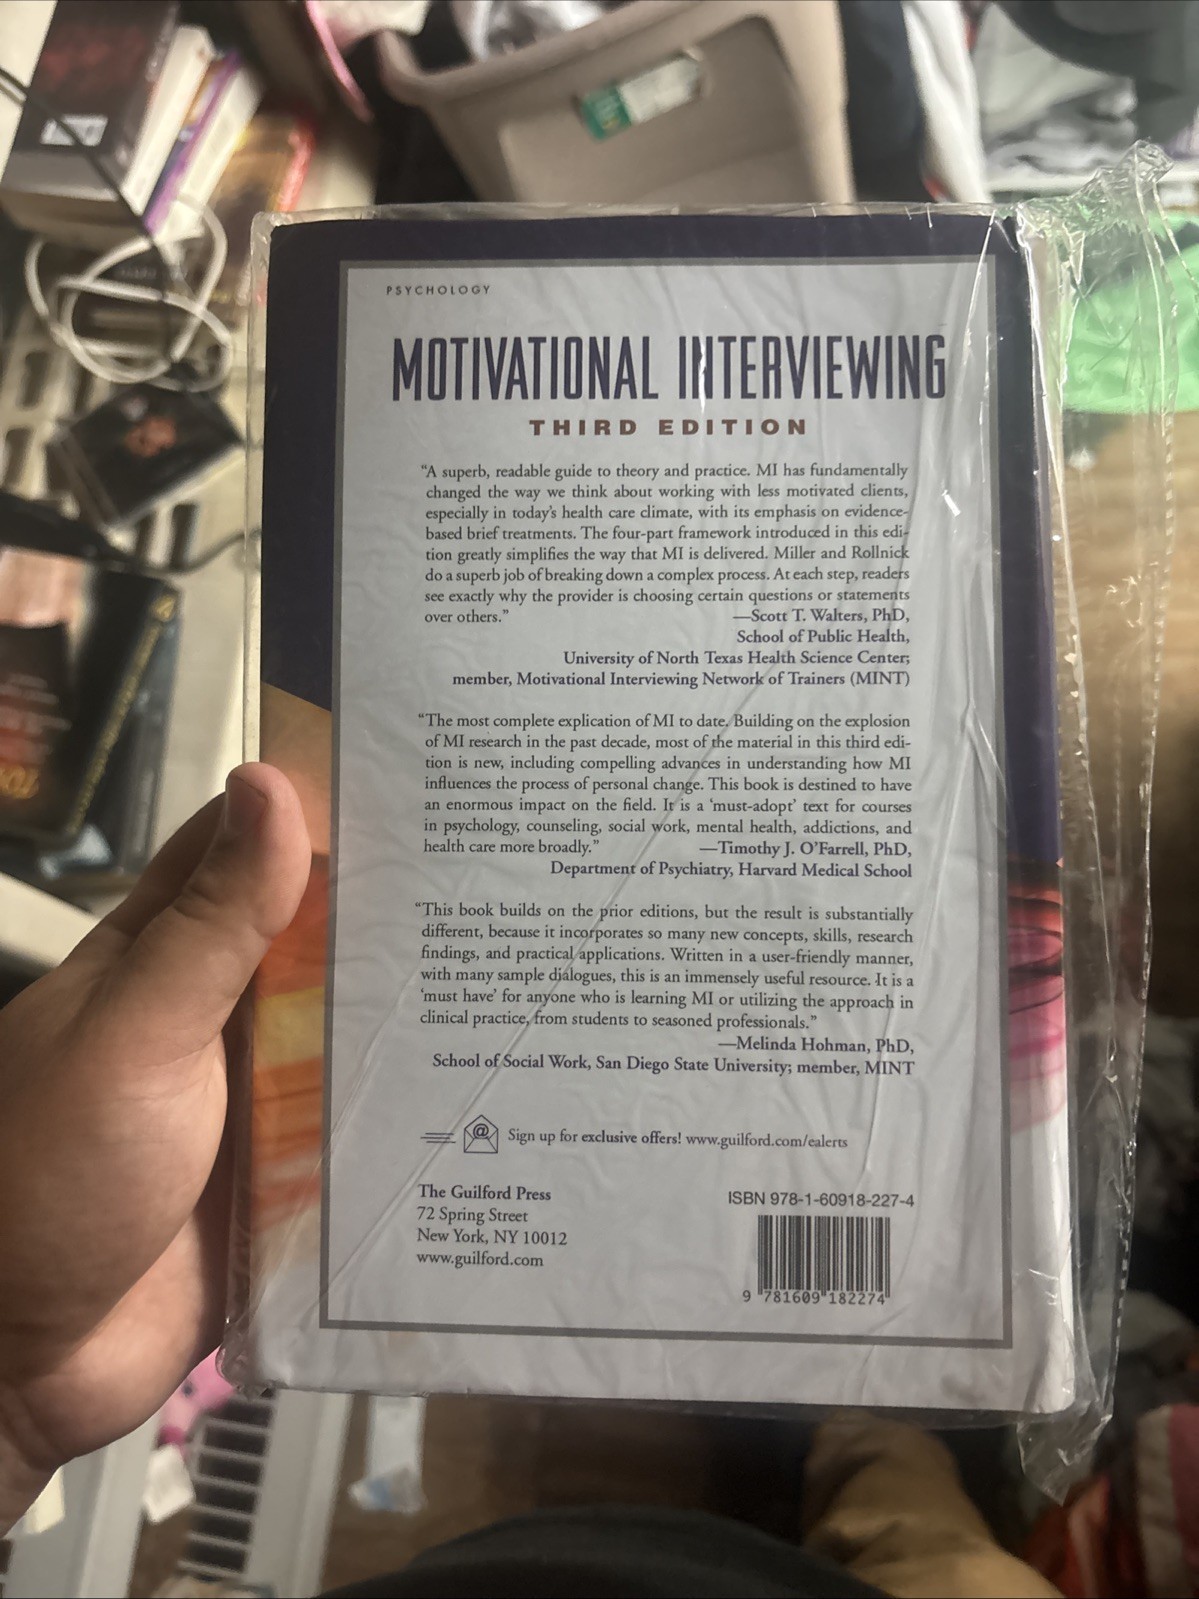 PSYCHOLOGY
MOTIVATIONAL INTERVIEWING
THIRD EDITION
“A superb, readable guide to theory and practice. MI has fundamentally
changed the way we think about working with less motivated clients,
especially in today’s health care climate, with its emphasis on evidence-
based brief treatments. The four-part framework introduced in this edi-
tion greatly simplifies the way that MI is delivered. Miller and Rollnick
do a superb job of breaking down a complex process. At each step, readers
see exactly why the provider is choosing certain questions or statements
over others.” —Scott T. Walters, PhD,
School of Public Health,
University of North Texas Health Science Center;
member, Motivational Interviewing Network of Trainers (MINT)
“The most complete explication of MI to date. Building on the explosion
of MI research in the past decade, most of the material in this third edi-
tion is new, including compelling advances in understanding how MI
influences the process of personal change. This book is destined to have
an enormous impact on the field. It is a ‘must-adopt’ text for courses
in psychology, counseling, social work, mental health, addictions, and
health care more broadly.” —Timothy J. O’Farrell, PhD,
Department of Psychiatry, Harvard Medical School
“This book builds on the prior editions, but the result is substantially
different, because it incorporates so many new concepts, skills, research
findings, and practical applications. Written in a user-friendly manner,
with many sample dialogues, this is an immensely useful resource. It is a
‘must have’ for anyone who is learning MI or utilizing the approach in
clinical practice, from students to seasoned professionals.”
—Melinda Hohman, PhD,
School of Social Work, San Diego State University; member, MINT
@ Sign up for exclusive offers! www.guilford.com/ealerts
The Guilford Press
72 Spring Street
New York, NY 10012
www.guilford.com
ISBN 978-1-60918-227-4
9 781609 182274